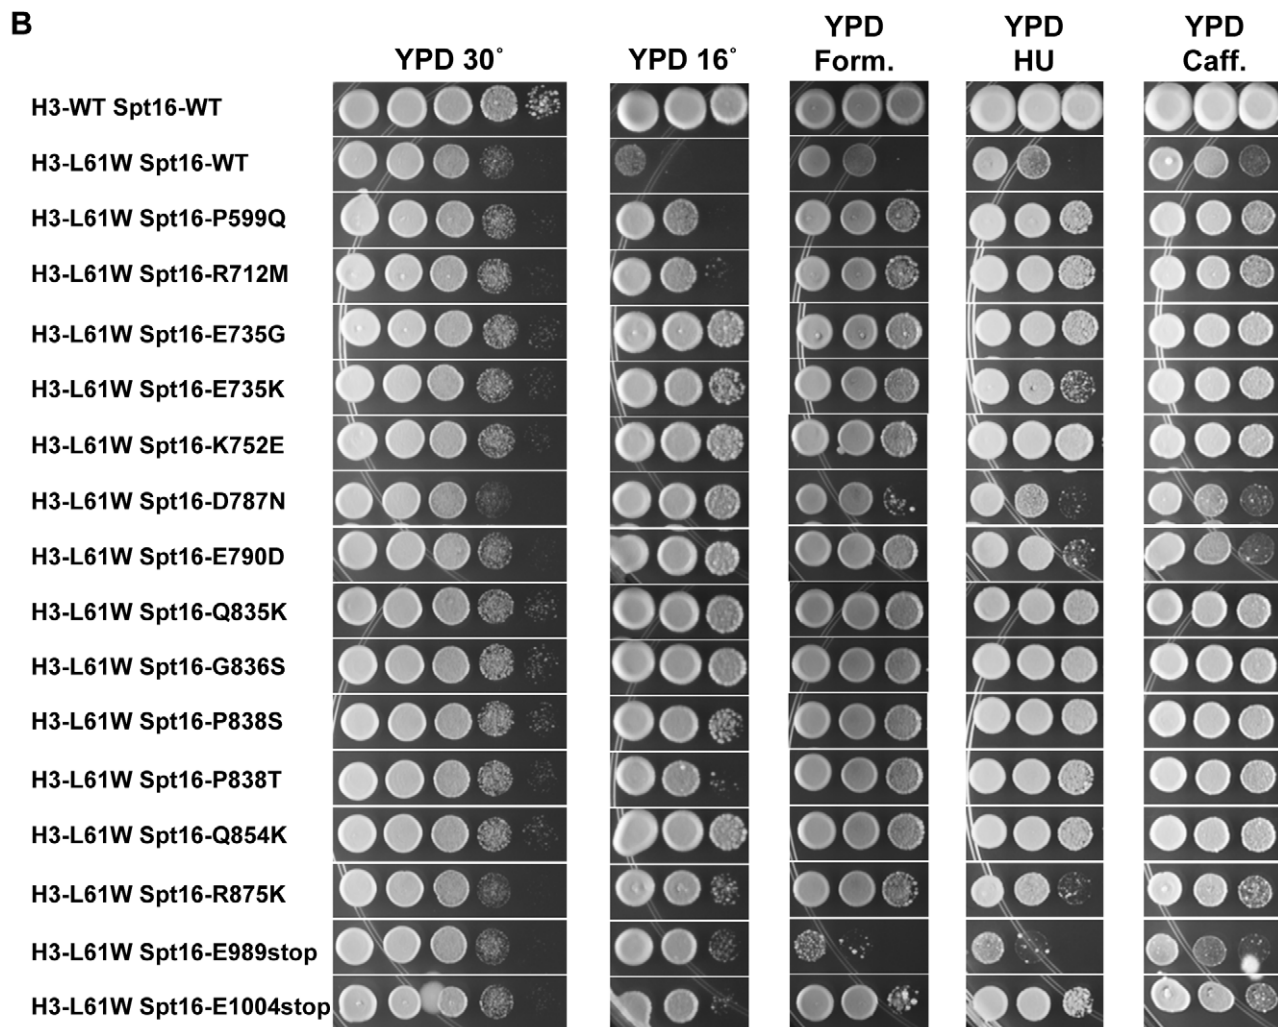 B
YPD 30°
YPD 16°
YPD
Form.
YPD
HU
YPD
Caff.
H3-WT Spt16-WT
H3-L61W Spt16-WT
H3-L61W Spt16-P599Q
H3-L61W Spt16-R712M
H3-L61W Spt16-E735G
H3-L61W Spt16-E735K
H3-L61W Spt16-K752E
H3-L61W Spt16-D787N
H3-L61W Spt16-E790D
H3-L61W Spt16-Q835K
H3-L61W Spt16-G836S
H3-L61W Spt16-P838S
H3-L61W Spt16-P838T
H3-L61W Spt16-Q854K
H3-L61W Spt16-R875K
H3-L61W Spt16-E989stop
H3-L61W Spt16-E1004stop